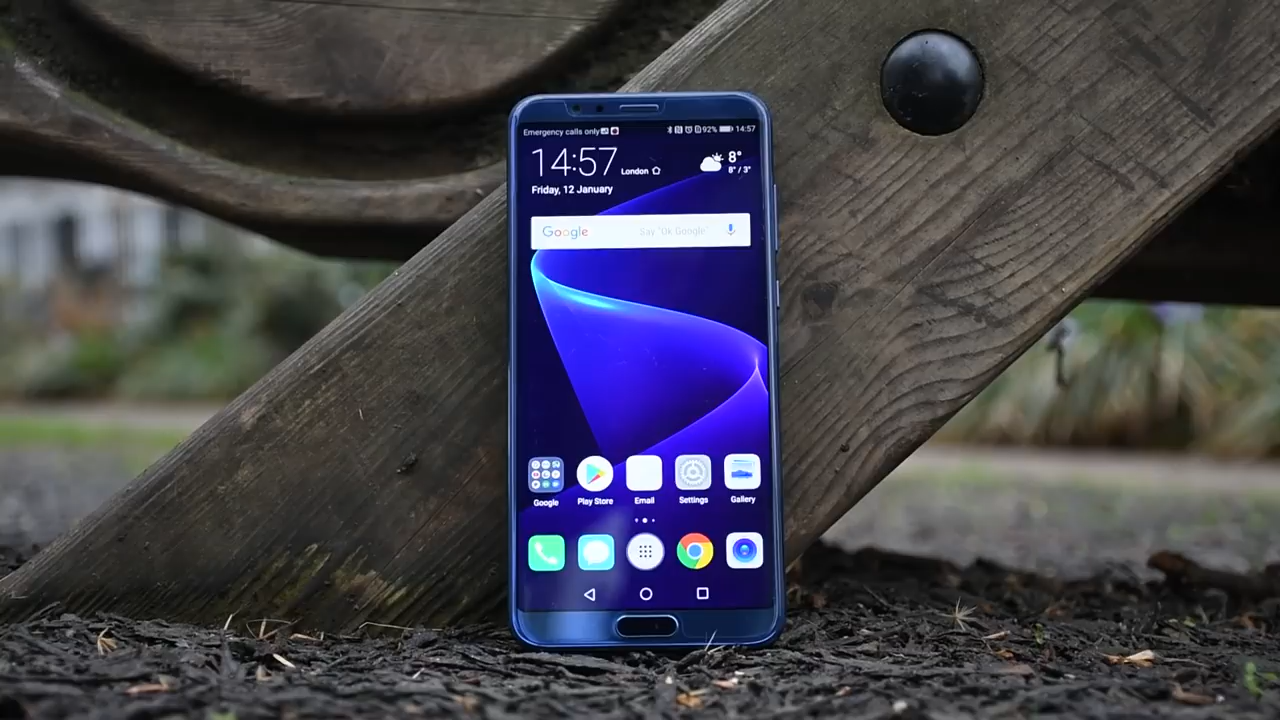 Emergency calls only
92% 14:57
14:57 London
8°
8° / 3°
Friday, 12 January
Google Say "Ok Google"
Google Play Store Email Settings Gallery